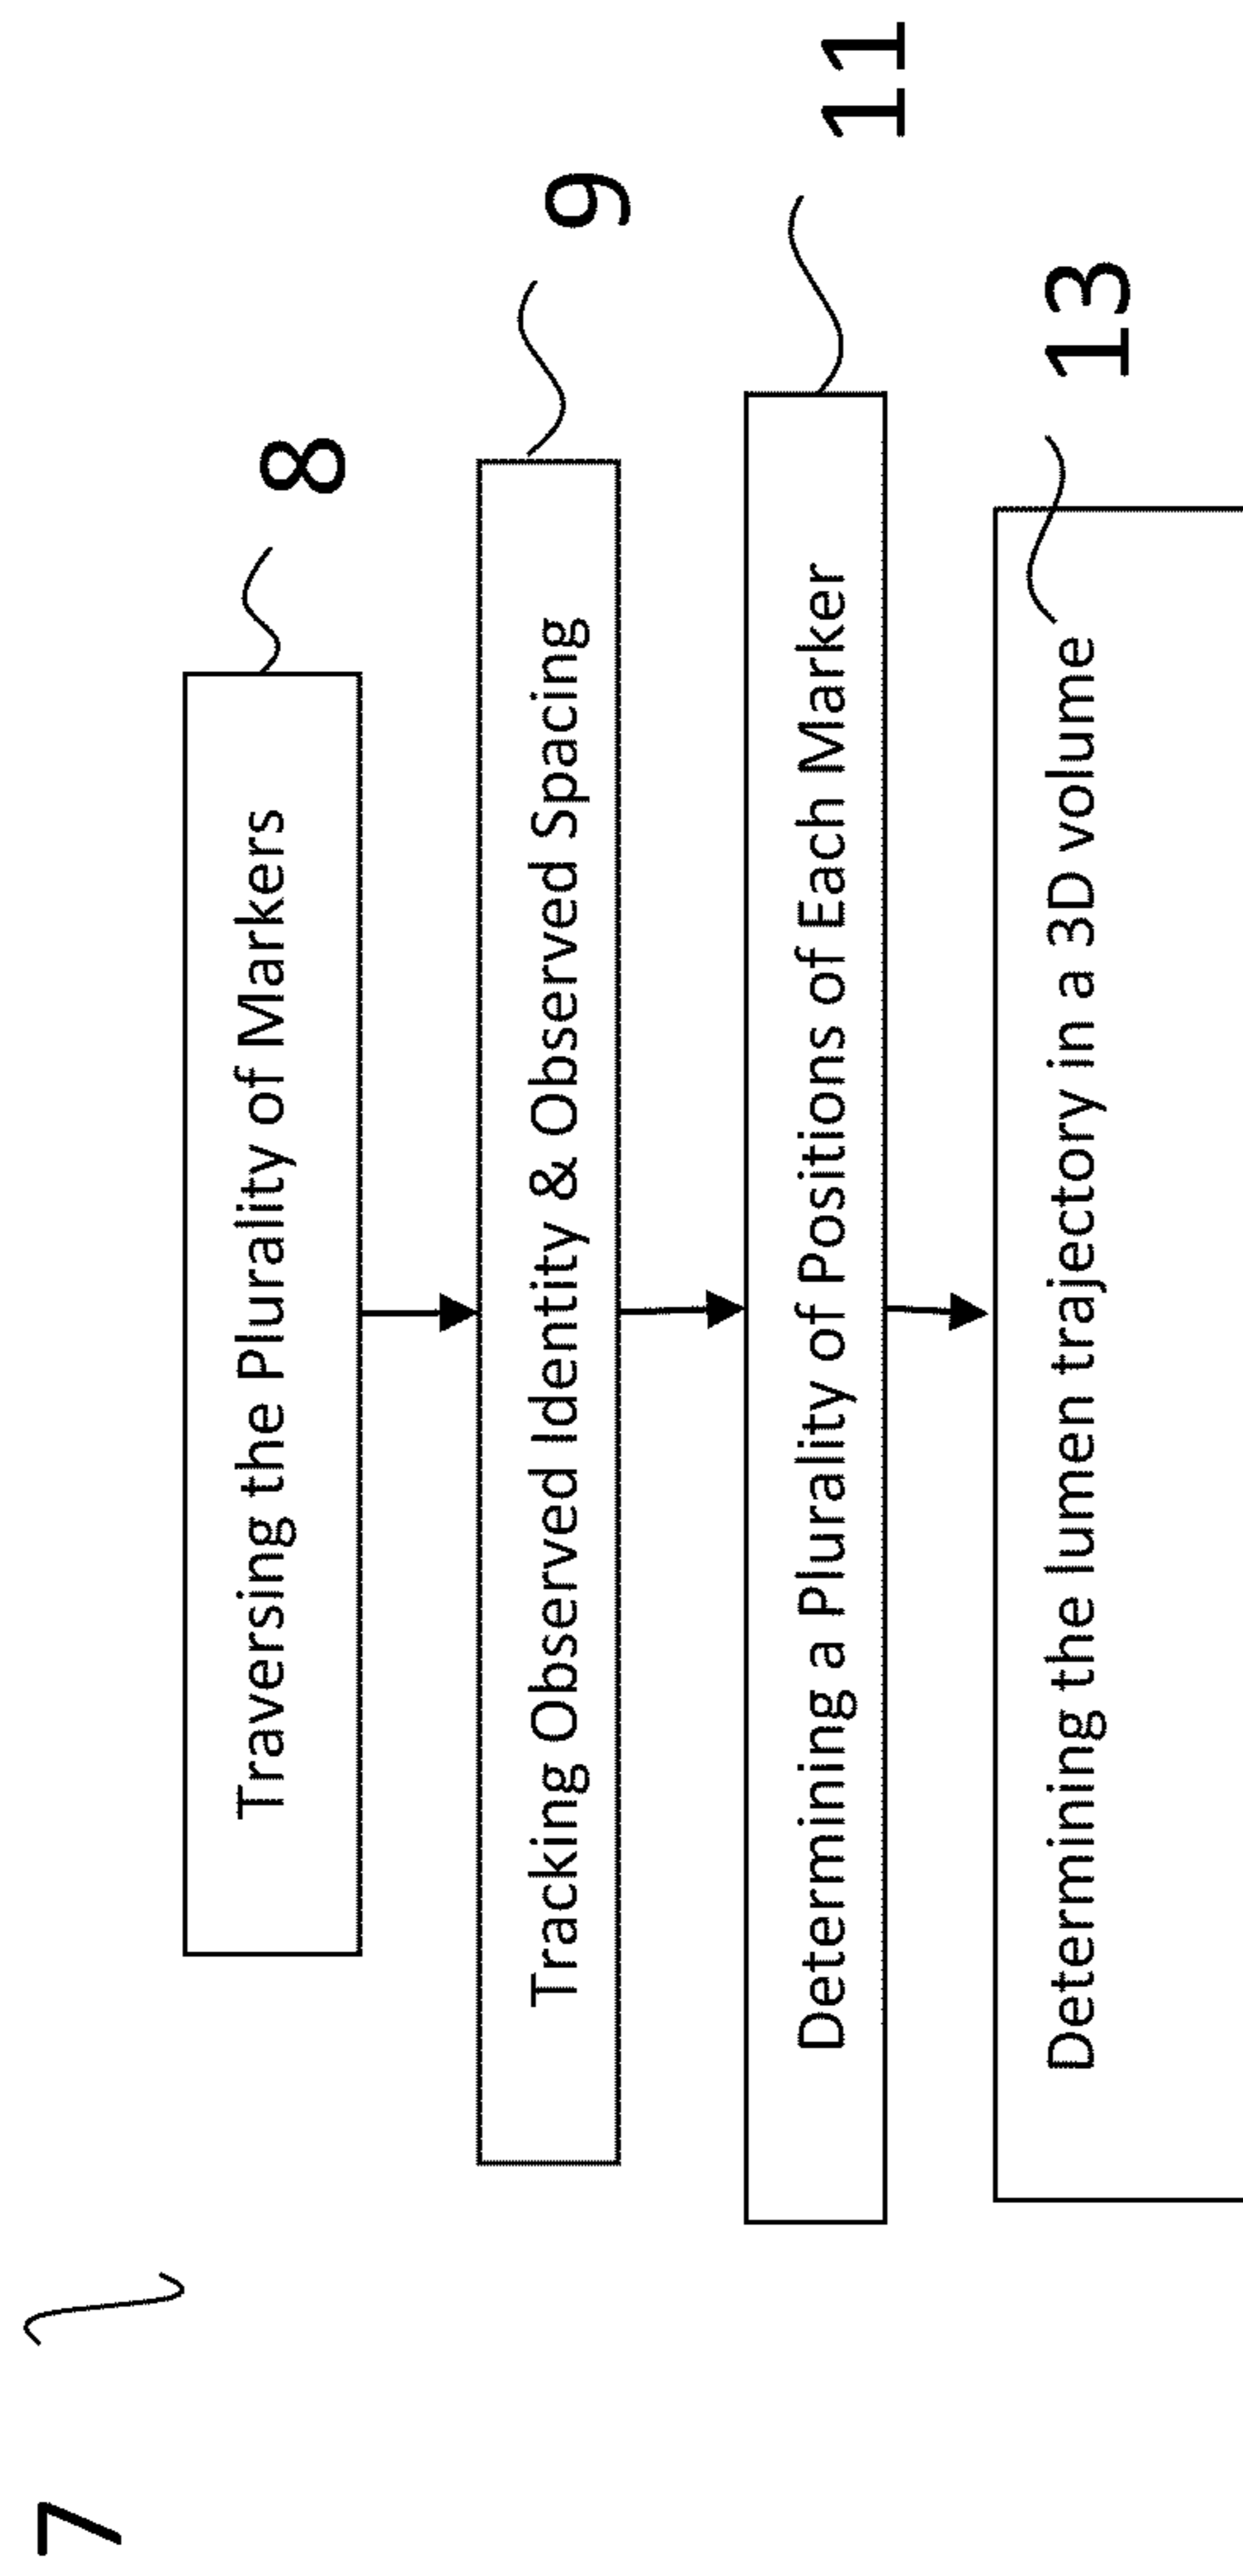 7
8
Traversing the Plurality of Markers
9
Tracking Observed Identity & Observed Spacing
11
Determining a Plurality of Positions of Each Marker
13
Determining the lumen trajectory in a 3D volume